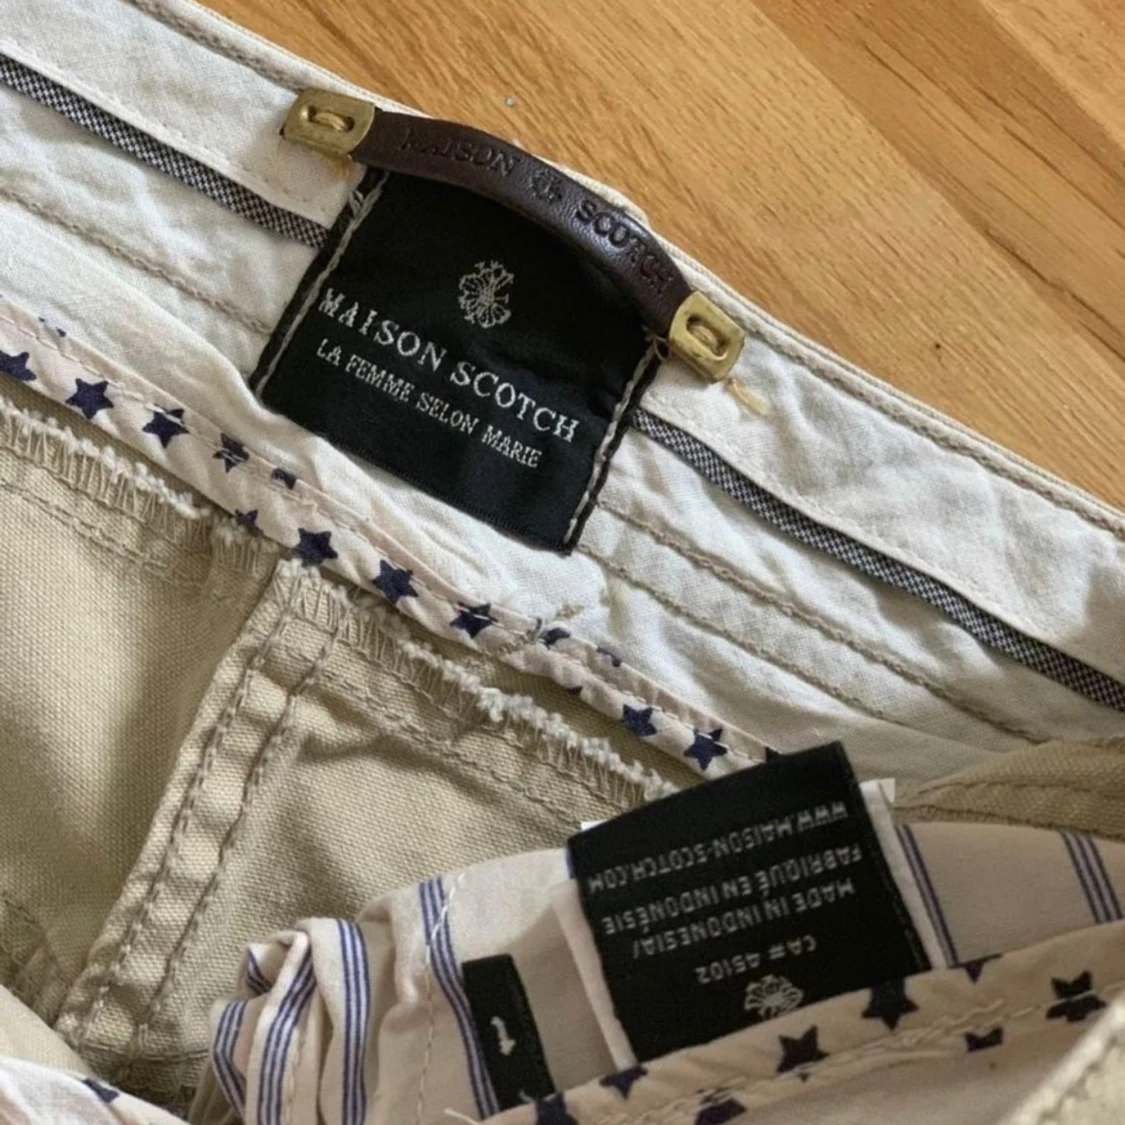 MAISON SCOTCH
MAISON SCOTCH
LA FEMME SELON MARIE
CA# 45102
MADE IN INDONESIA/
FABRIQUÉ EN INDONÉSIE
WWW.MAISON-SCOTCH.COM
1